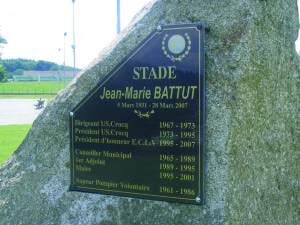 STADE
Jean-Marie BATTUT
5 Mars 1931 - 28 Mars 2007
Dirigeant US.Crocq 1967 - 1973
Président US.Crocq 1973 - 1995
Président d'honneur E.C.L.V 1995 - 2007
Conseiller Municipal 1965 - 1989
1er Adjoint 1989 - 1995
Maire 1995 - 2001
Sapeur Pompier Volontaire 1961 - 1986